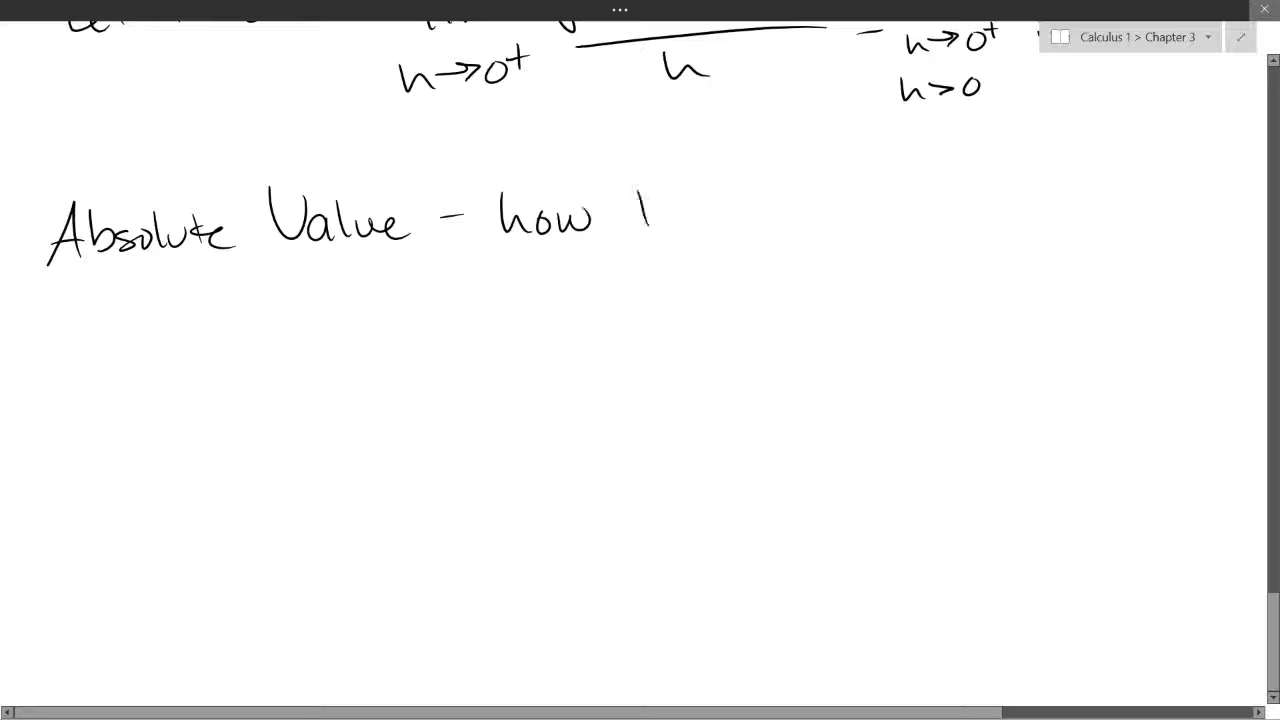 Calculus 1 > Chapter 3
h→0⁺ h h→0⁺
h>0
Absolute Value - how